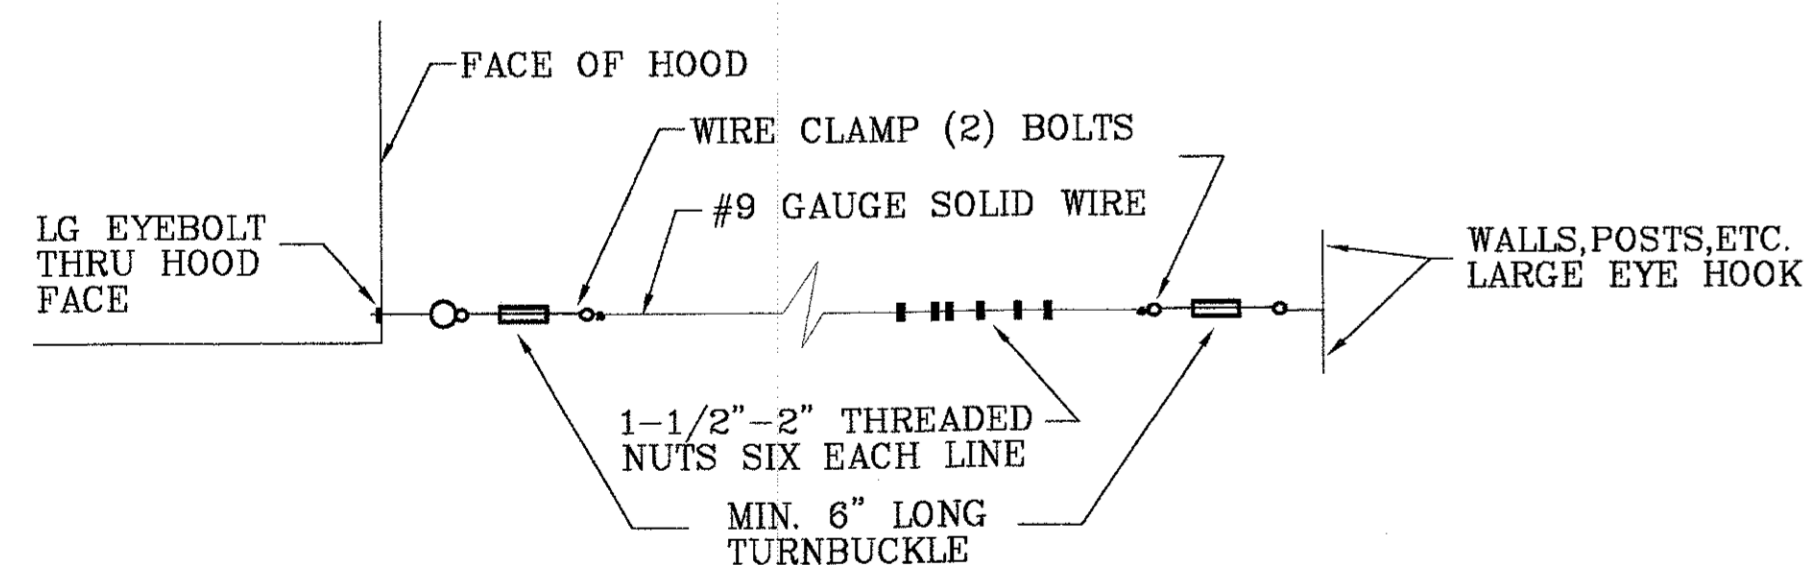 FACE OF HOOD
WIRE CLAMP (2) BOLTS
#9 GAUGE SOLID WIRE
LG EYEBOLT
THRU HOOD
FACE
WALLS,POSTS,ETC.
LARGE EYE HOOK
1-1/2"-2" THREADED
NUTS SIX EACH LINE
MIN. 6" LONG
TURNBUCKLE